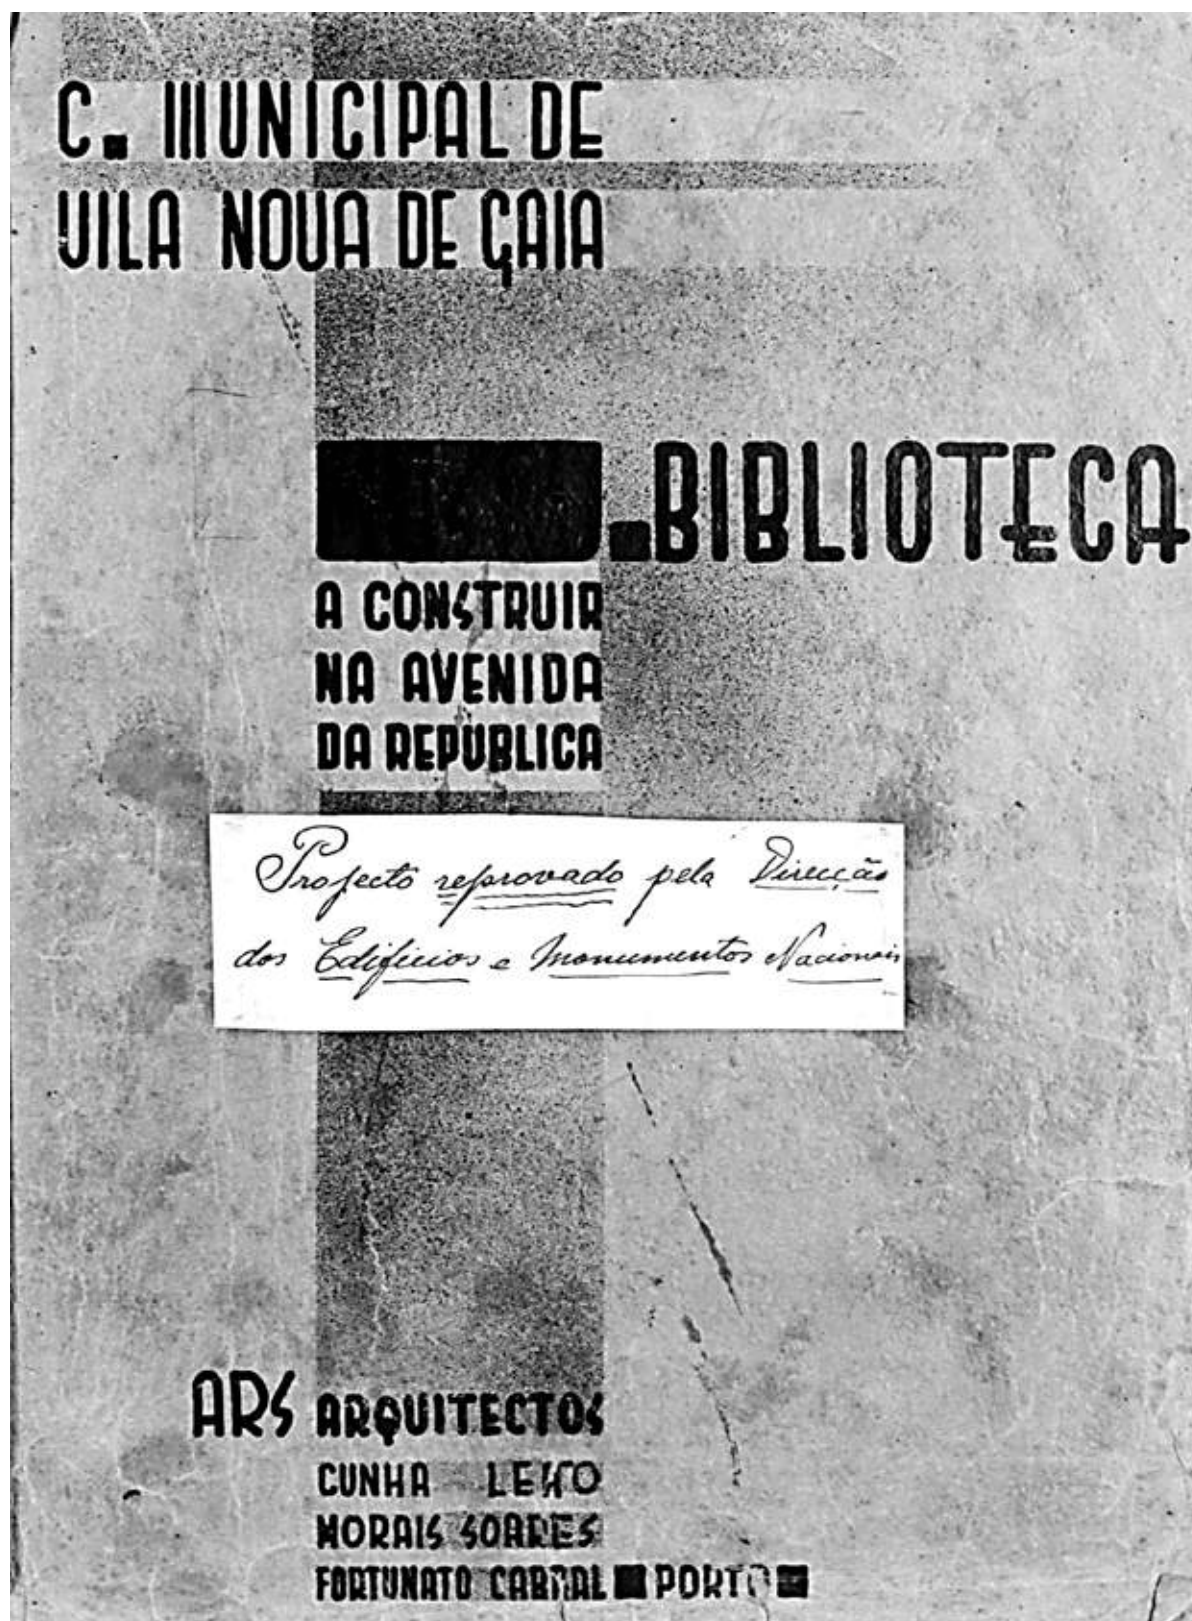 C. MUNICIPAL DE
VILA NOVA DE GAIA
BIBLIOTECA
A CONSTRUIR
NA AVENIDA
DA REPÚBLICA
Projecto reprovado pela Direcção
dos Edificios e Monumentos Nacionais
ARS ARQUITECTOS
CUNHA LEÃO
MORAIS SOARES
FORTUNATO CABRAL ■ PORTO ■